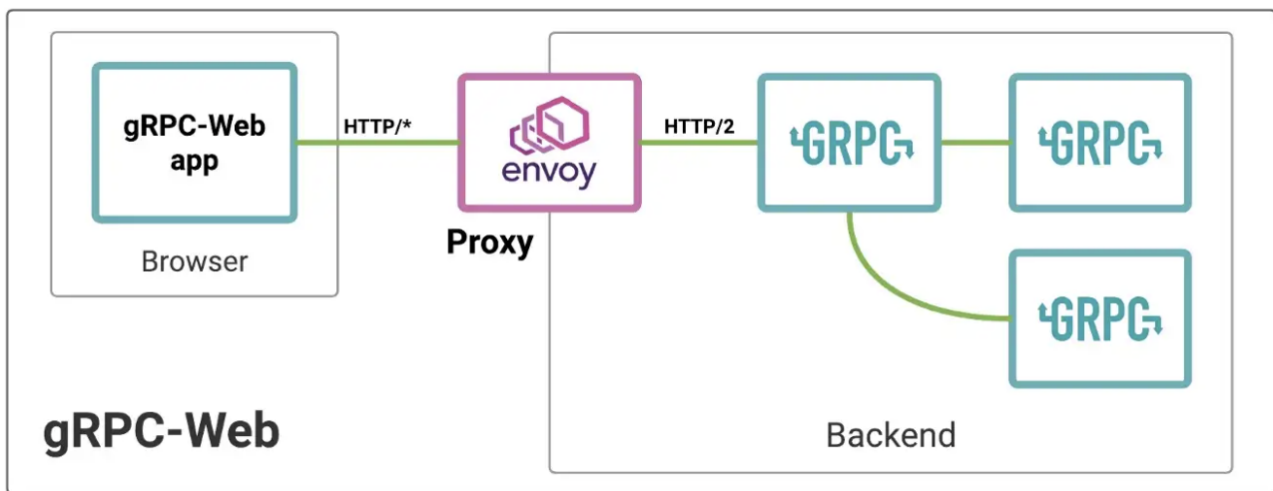 gRPC-Web
app
Browser
HTTP/*
envoy
Proxy
HTTP/2
GRPC
GRPC
GRPC
Backend
gRPC-Web